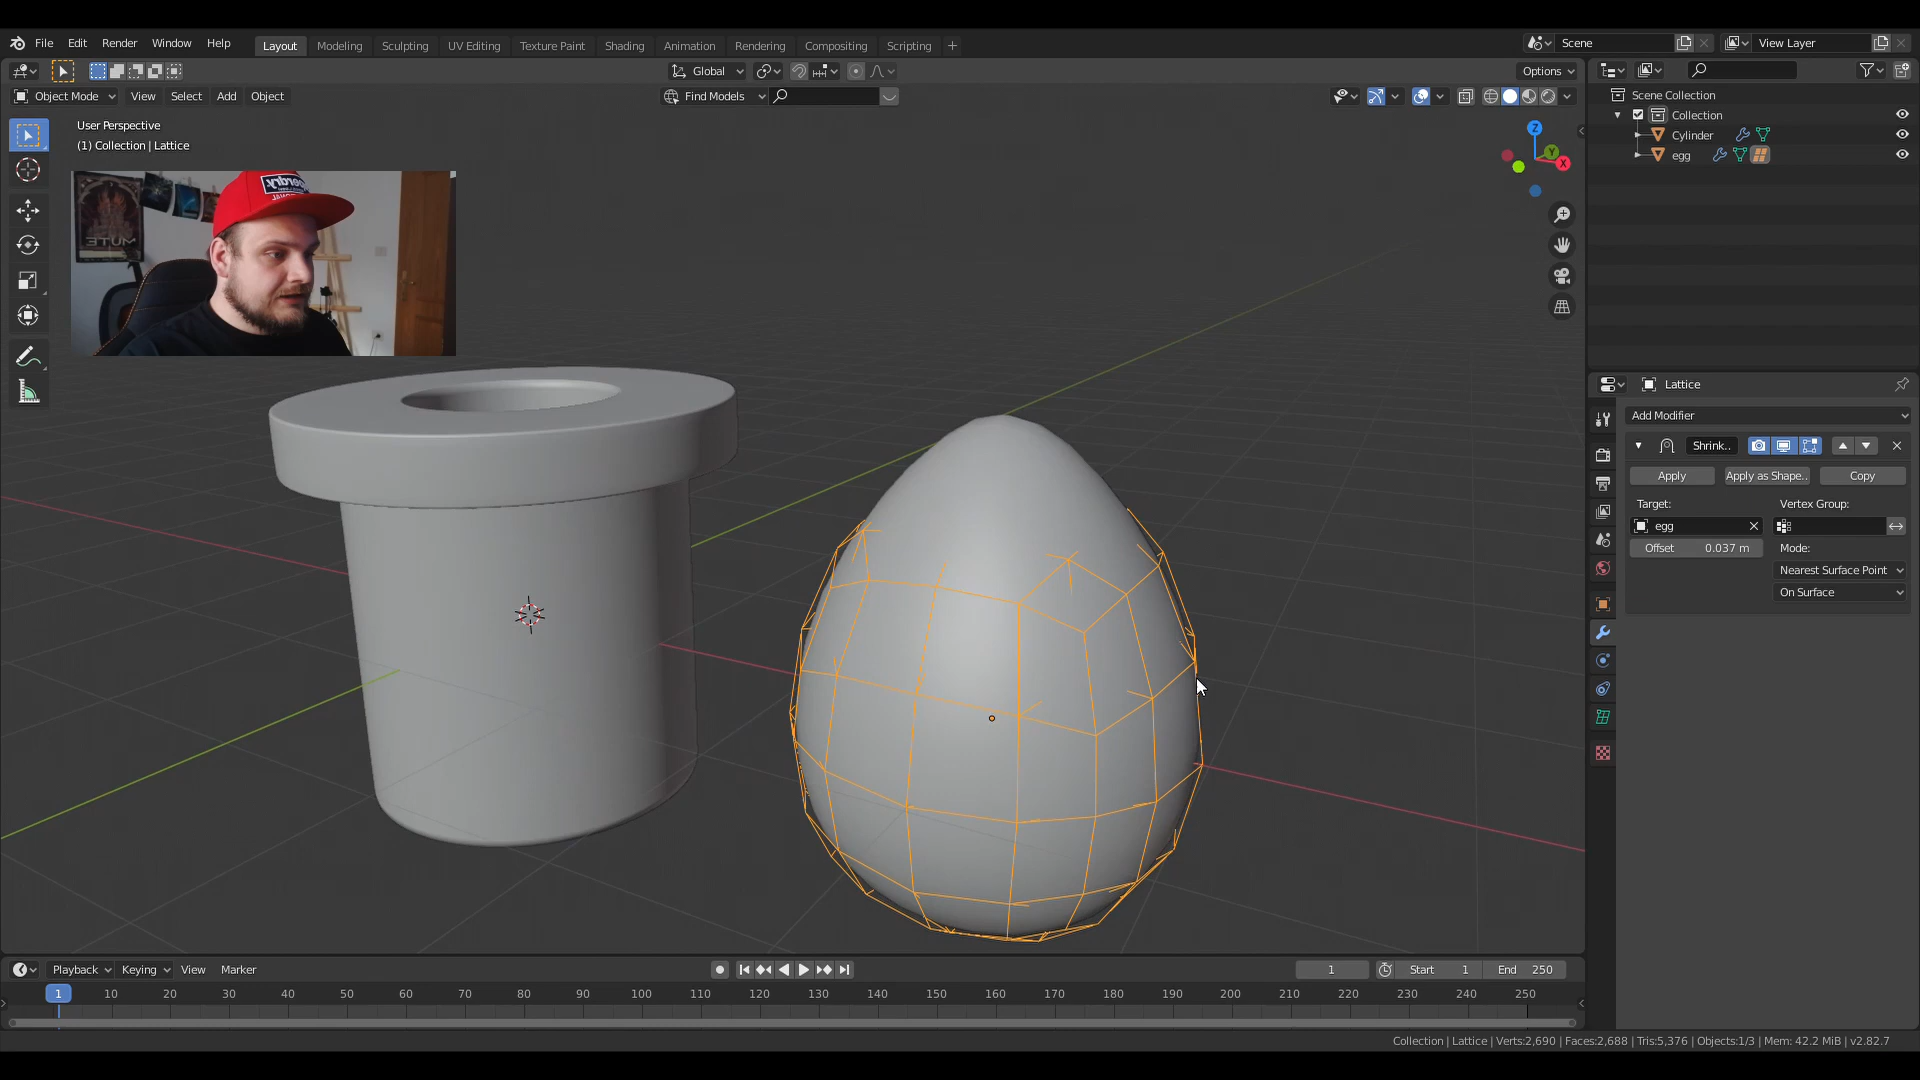 File Edit Render Window Help
Layout Modeling Sculpting UV Editing Texture Paint Shading Animation Rendering Compositing Scripting +
Scene
View Layer
Global
Options
Object Mode View Select Add Object
Find Models
User Perspective
(1) Collection | Lattice
MUTE
Z
Y
X
Scene Collection
Collection
Cylinder
egg
Lattice
Add Modifier
Shrink..
Apply
Apply as Shape..
Copy
Target:
Vertex Group:
egg
Offset 0.037 m
Mode:
Nearest Surface Point
On Surface
Playback Keying View Marker
1
Start 1
End 250
1 10 20 30 40 50 60 70 80 90 100 110 120 130 140 150 160 170 180 190 200 210 220 230 240 250
Collection | Lattice | Verts:2,690 | Faces:2,688 | Tris:5,376 | Objects:1/3 | Mem: 42.2 MiB | v2.82.7